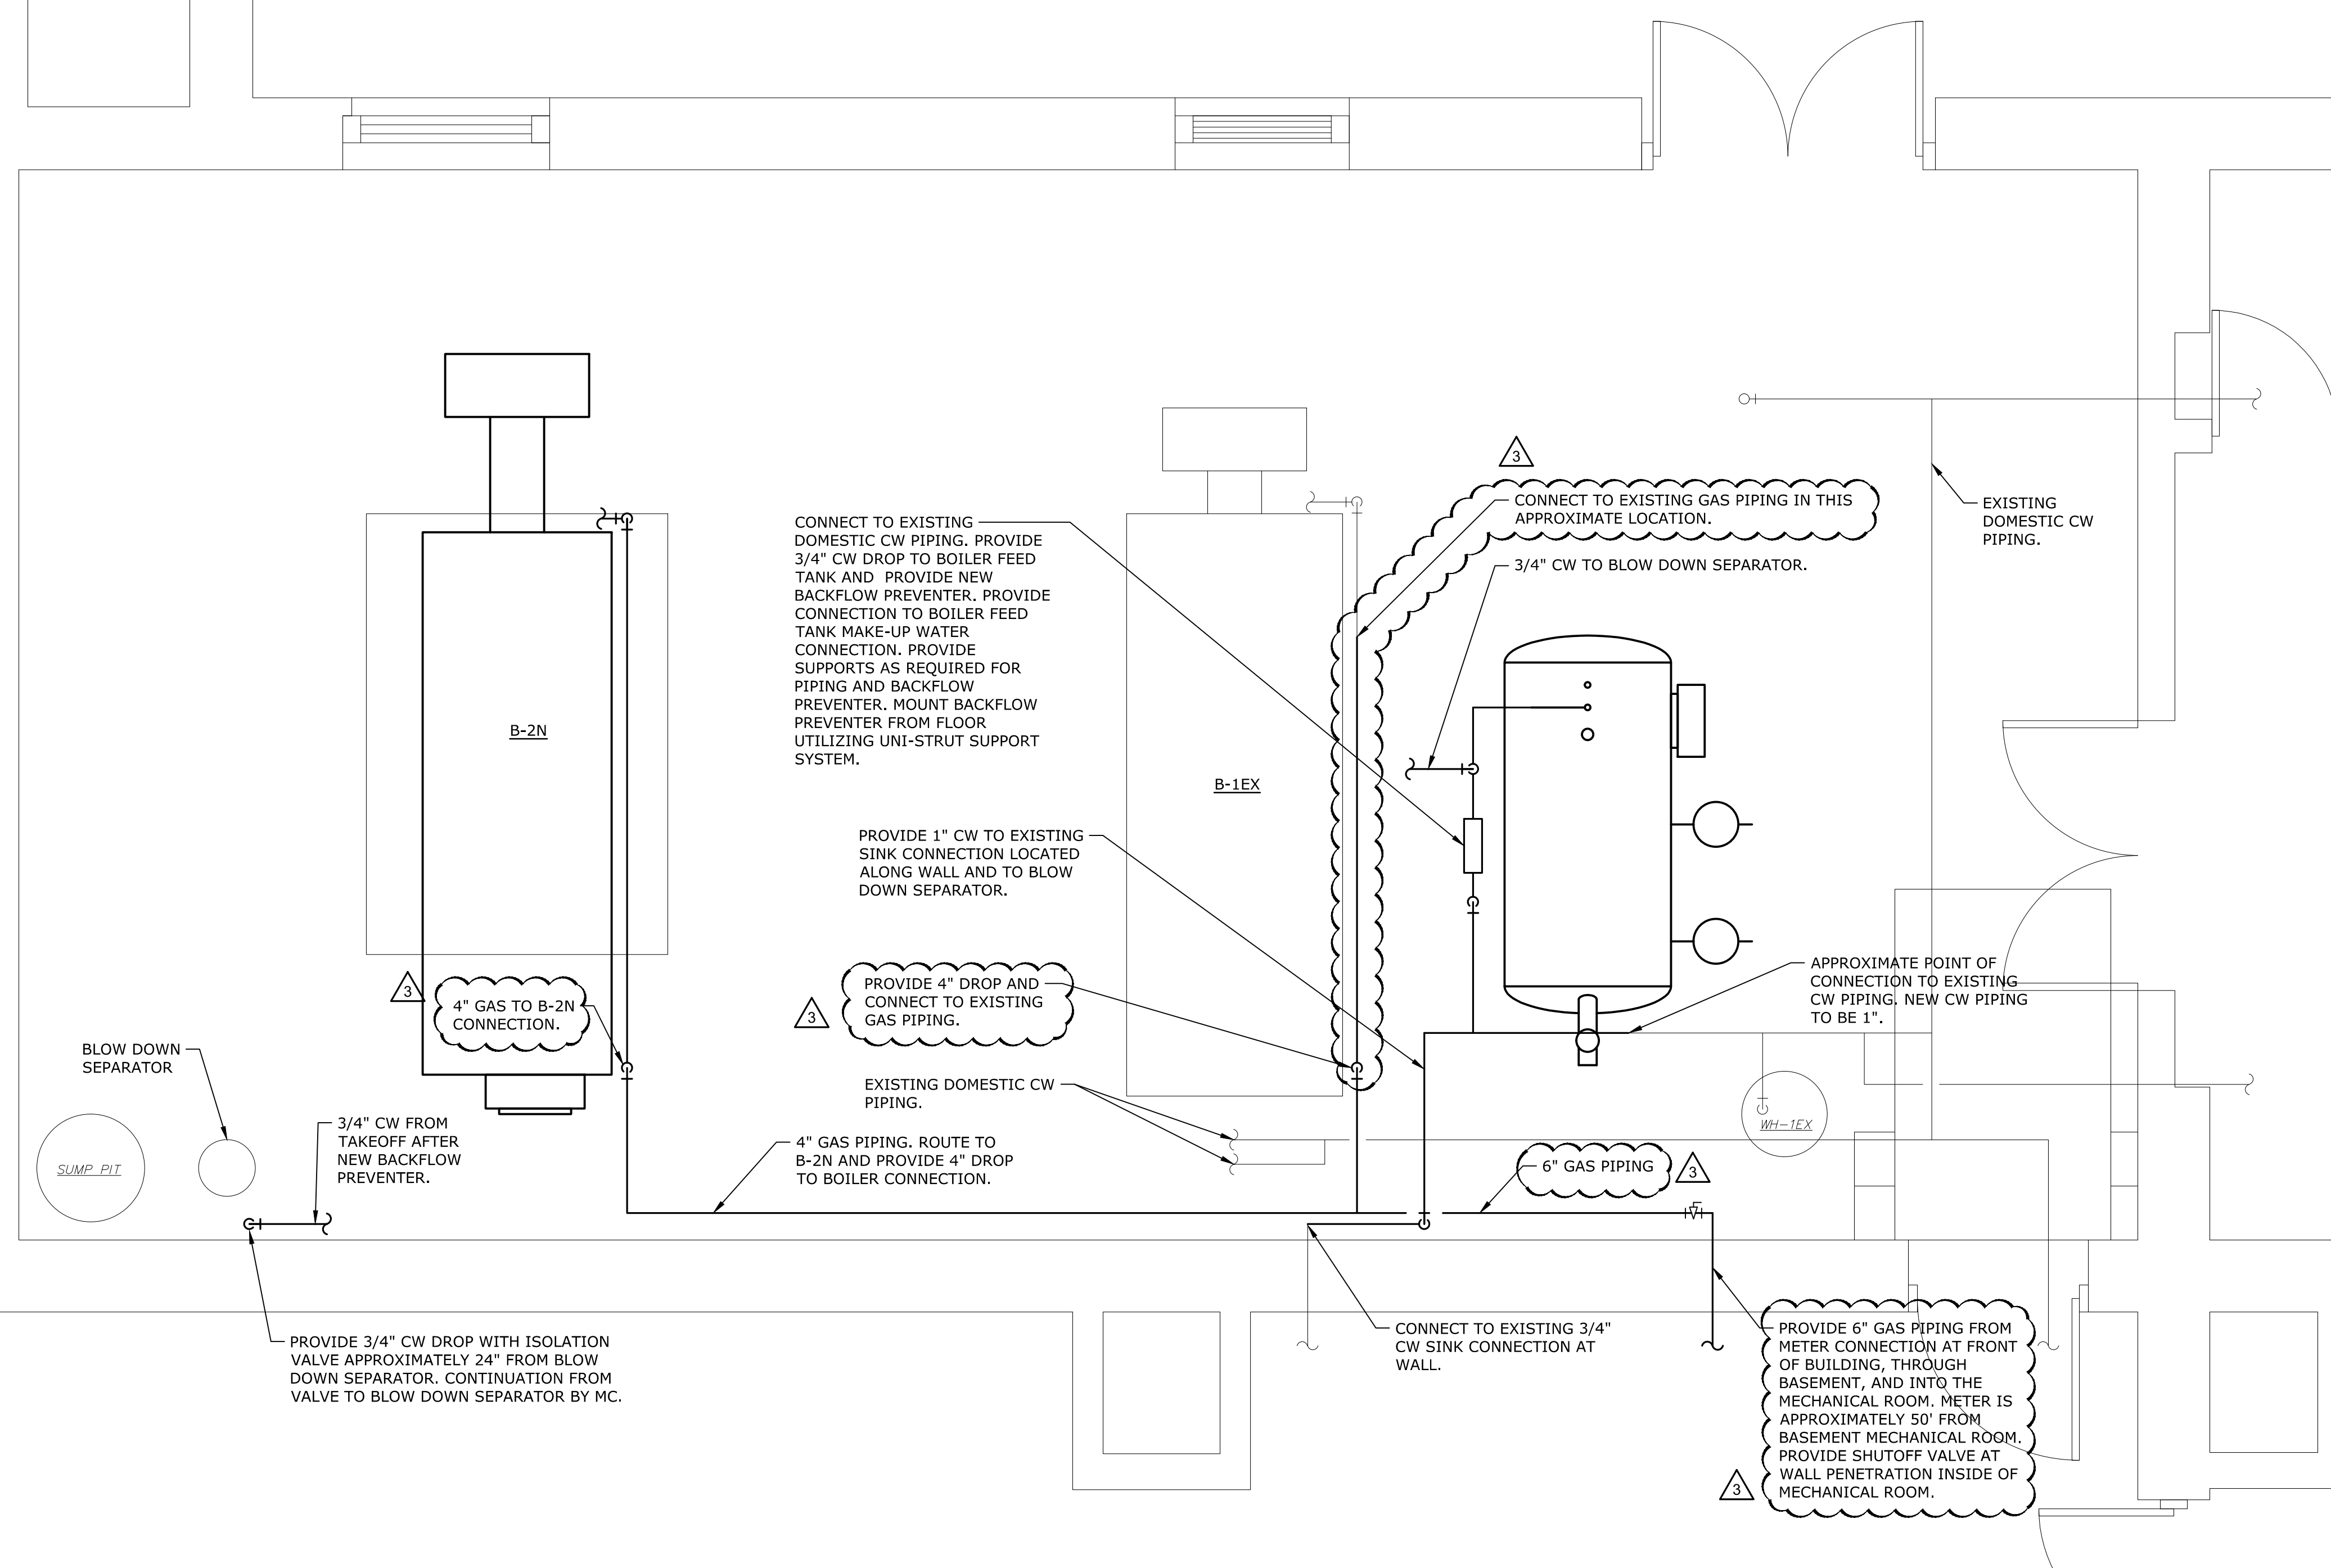 3
CONNECT TO EXISTING GAS PIPING IN THIS
APPROXIMATE LOCATION.
EXISTING
DOMESTIC CW
PIPING.
CONNECT TO EXISTING
DOMESTIC CW PIPING. PROVIDE
3/4" CW DROP TO BOILER FEED
TANK AND PROVIDE NEW
BACKFLOW PREVENTER. PROVIDE
CONNECTION TO BOILER FEED
TANK MAKE-UP WATER
CONNECTION. PROVIDE
SUPPORTS AS REQUIRED FOR
PIPING AND BACKFLOW
PREVENTER. MOUNT BACKFLOW
PREVENTER FROM FLOOR
UTILIZING UNI-STRUT SUPPORT
SYSTEM.
3/4" CW TO BLOW DOWN SEPARATOR.
B-2N
B-1EX
PROVIDE 1" CW TO EXISTING
SINK CONNECTION LOCATED
ALONG WALL AND TO BLOW
DOWN SEPARATOR.
APPROXIMATE POINT OF
CONNECTION TO EXISTING
CW PIPING. NEW CW PIPING
TO BE 1".
3
4" GAS TO B-2N
CONNECTION.
3
PROVIDE 4" DROP AND
CONNECT TO EXISTING
GAS PIPING.
BLOW DOWN
SEPARATOR
EXISTING DOMESTIC CW
PIPING.
3/4" CW FROM
TAKEOFF AFTER
NEW BACKFLOW
PREVENTER.
WH-1EX
SUMP PIT
4" GAS PIPING. ROUTE TO
B-2N AND PROVIDE 4" DROP
TO BOILER CONNECTION.
6" GAS PIPING
3
PROVIDE 3/4" CW DROP WITH ISOLATION
VALVE APPROXIMATELY 24" FROM BLOW
DOWN SEPARATOR. CONTINUATION FROM
VALVE TO BLOW DOWN SEPARATOR BY MC.
CONNECT TO EXISTING 3/4"
CW SINK CONNECTION AT
WALL.
PROVIDE 6" GAS PIPING FROM
METER CONNECTION AT FRONT
OF BUILDING, THROUGH
BASEMENT, AND INTO THE
MECHANICAL ROOM. METER IS
APPROXIMATELY 50' FROM
BASEMENT MECHANICAL ROOM.
PROVIDE SHUTOFF VALVE AT
WALL PENETRATION INSIDE OF
MECHANICAL ROOM.
3